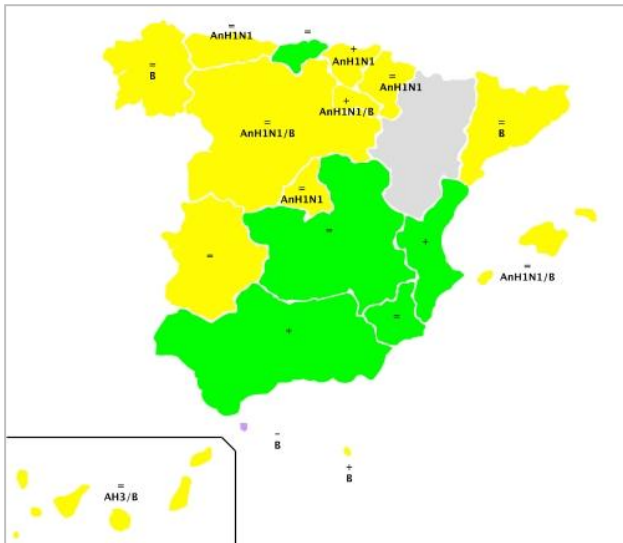 =
AnH1N1
=
+
AnH1N1
=
AnH1N1
=
B
+
AnH1N1/B
=
AnH1N1/B
=
B
=
AnH1N1
=
+
=
AnH1N1/B
=
=
+
–
B
+
B
=
AH3/B